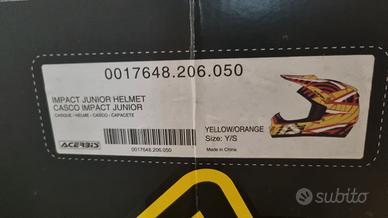 0017648.206.050
IMPACT JUNIOR HELMET
CASCO IMPACT JUNIOR
CASQUE - HELME - CASCO - CAPACETE
YELLOW/ORANGE
Size: Y/S
Made in China
ACERBIS
0017648.206.050
subito